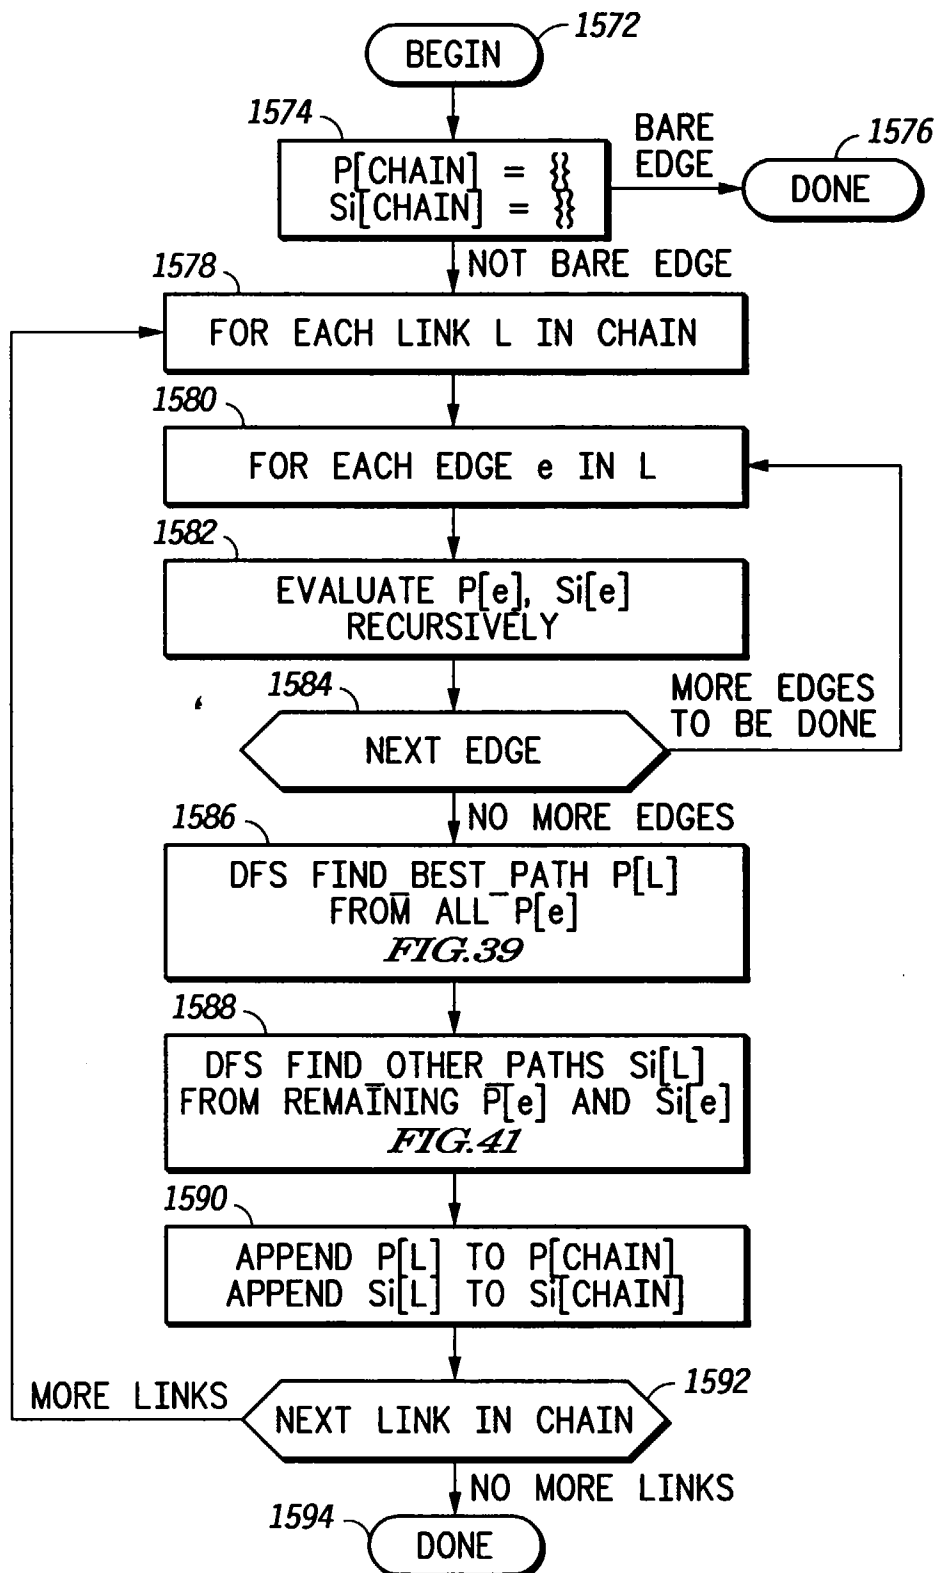 1572
BEGIN
1574
P[CHAIN] = {}
Si[CHAIN] = {}
BARE
EDGE
1576
DONE
NOT BARE EDGE
1578
FOR EACH LINK L IN CHAIN
1580
FOR EACH EDGE e IN L
1582
EVALUATE P[e], Si[e]
RECURSIVELY
1584
NEXT EDGE
MORE EDGES
TO BE DONE
NO MORE EDGES
1586
DFS FIND_BEST_PATH P[L]
FROM ALL P[e]
FIG.39
1588
DFS FIND_OTHER_PATHS Si[L]
FROM REMAINING P[e] AND Si[e]
FIG.41
1590
APPEND P[L] TO P[CHAIN]
APPEND Si[L] TO Si[CHAIN]
MORE LINKS
1592
NEXT LINK IN CHAIN
NO MORE LINKS
1594
DONE